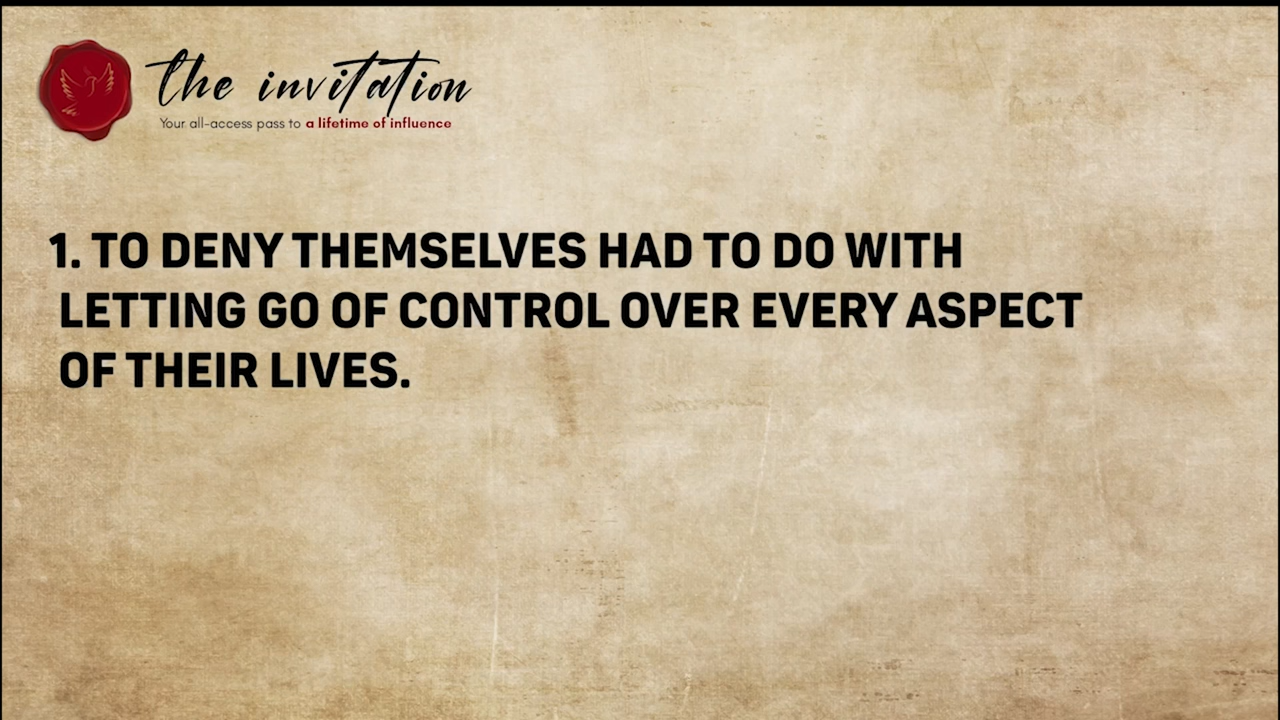 the invitation
Your all-access pass to a lifetime of influence
1. TO DENY THEMSELVES HAD TO DO WITH
LETTING GO OF CONTROL OVER EVERY ASPECT
OF THEIR LIVES.